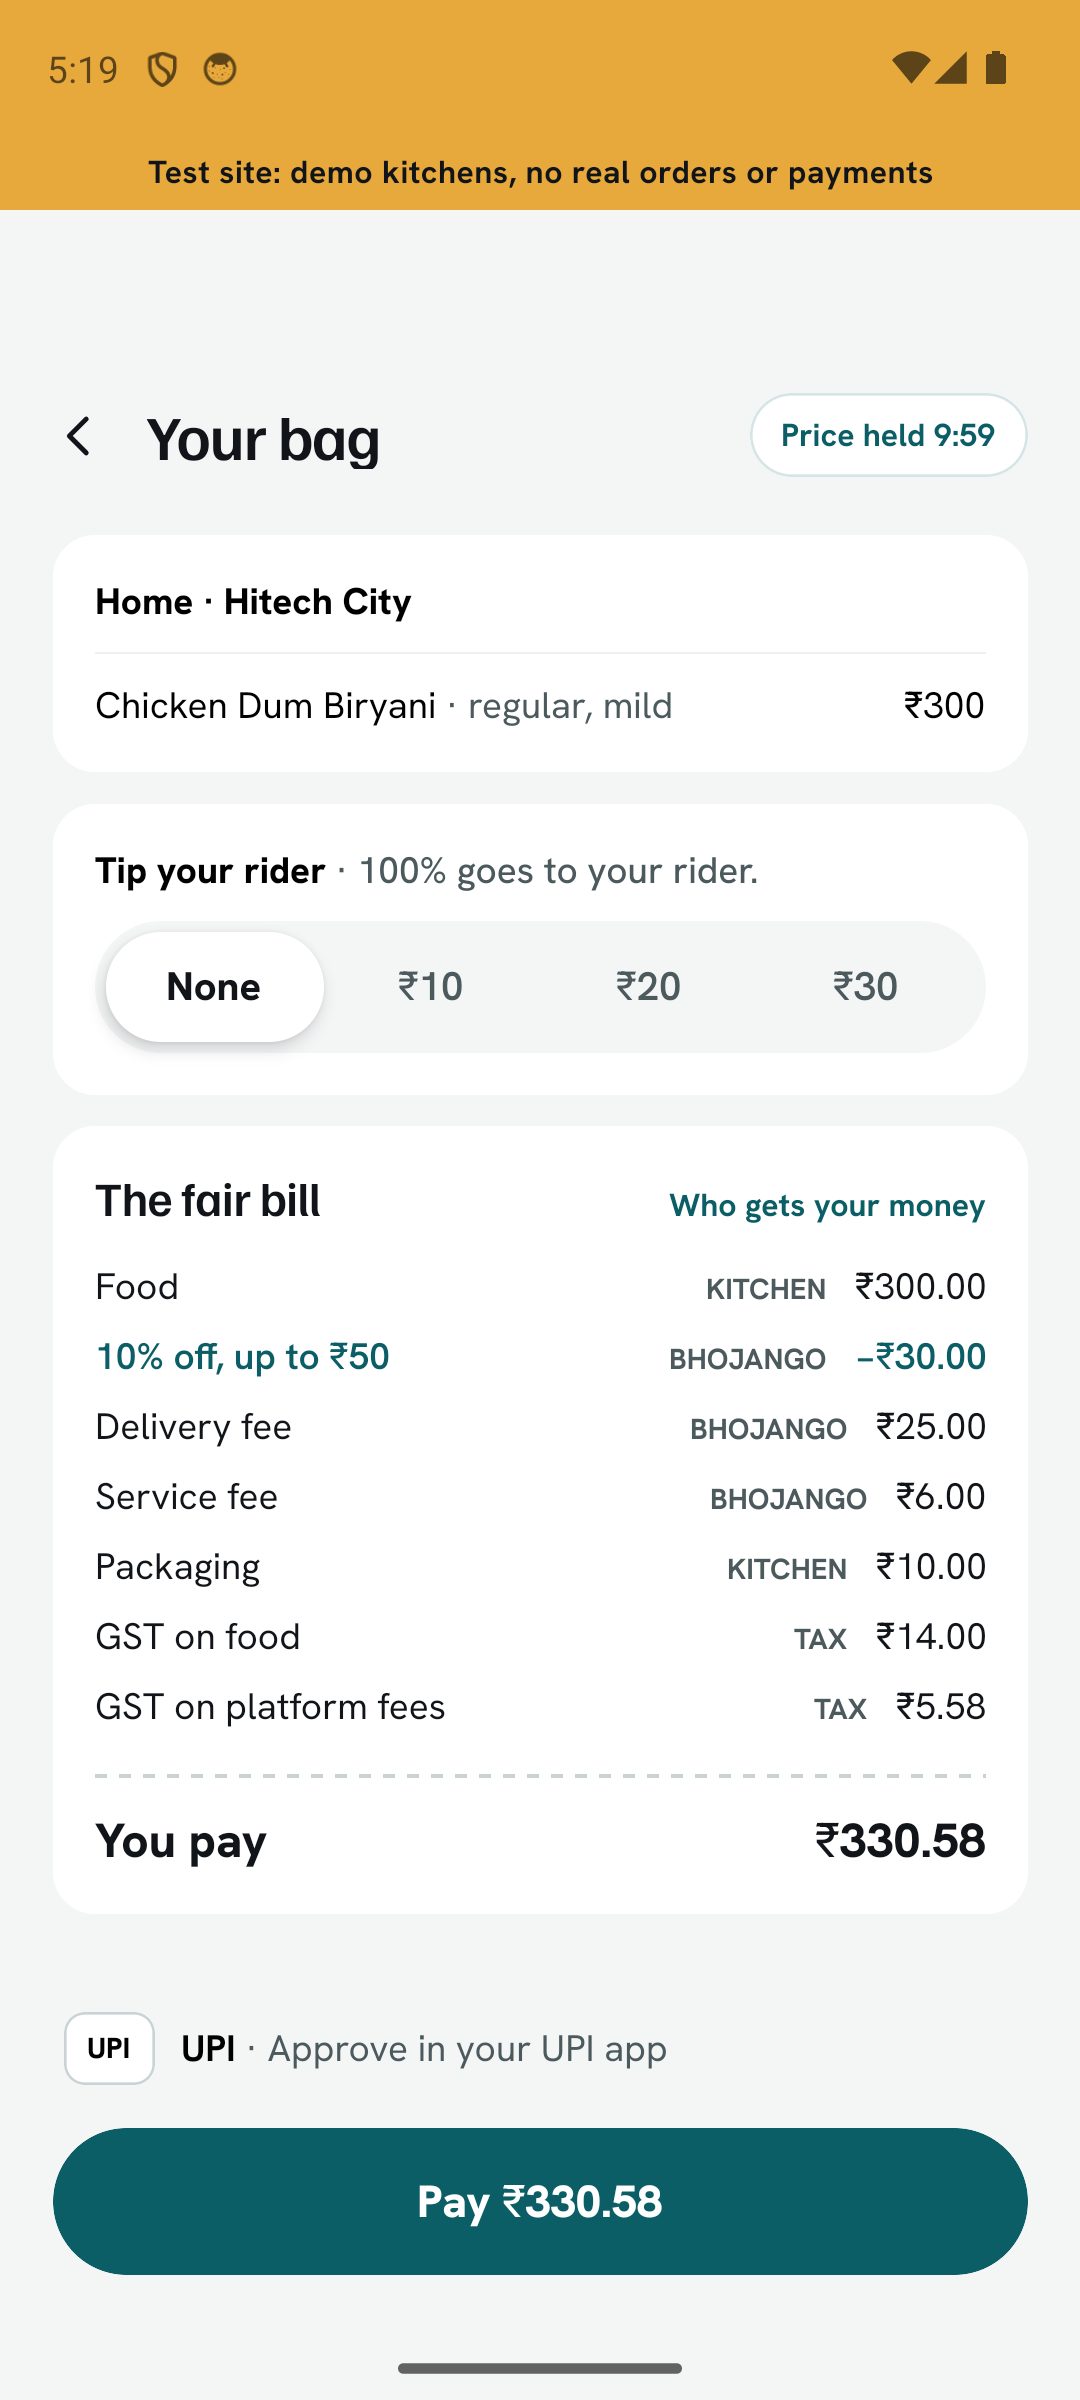 5:19
Test site: demo kitchens, no real orders or payments
Your bag
Price held 9:59
Home · Hitech City
Chicken Dum Biryani · regular, mild ₹300
Tip your rider · 100% goes to your rider.
None ₹10 ₹20 ₹30
The fair bill Who gets your money
Food KITCHEN ₹300.00
10% off, up to ₹50 BHOJANGO −₹30.00
Delivery fee BHOJANGO ₹25.00
Service fee BHOJANGO ₹6.00
Packaging KITCHEN ₹10.00
GST on food TAX ₹14.00
GST on platform fees TAX ₹5.58
You pay ₹330.58
UPI UPI · Approve in your UPI app
Pay ₹330.58